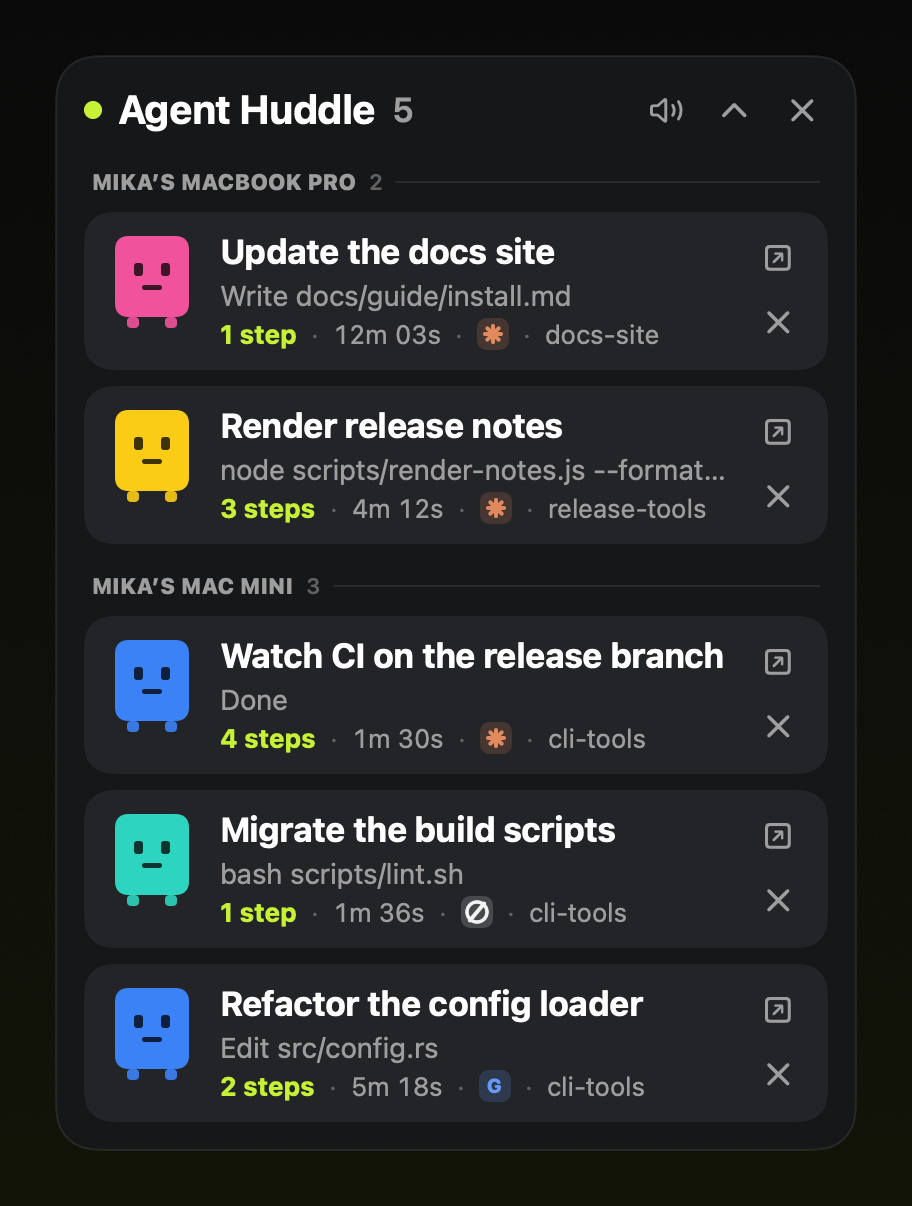 Agent Huddle 5
MIKA’S MACBOOK PRO 2
Update the docs site
Write docs/guide/install.md
1 step · 12m 03s · docs-site
Render release notes
node scripts/render-notes.js --format…
3 steps · 4m 12s · release-tools
MIKA’S MAC MINI 3
Watch CI on the release branch
Done
4 steps · 1m 30s · cli-tools
Migrate the build scripts
bash scripts/lint.sh
1 step · 1m 36s · cli-tools
Refactor the config loader
Edit src/config.rs
2 steps · 5m 18s · G · cli-tools